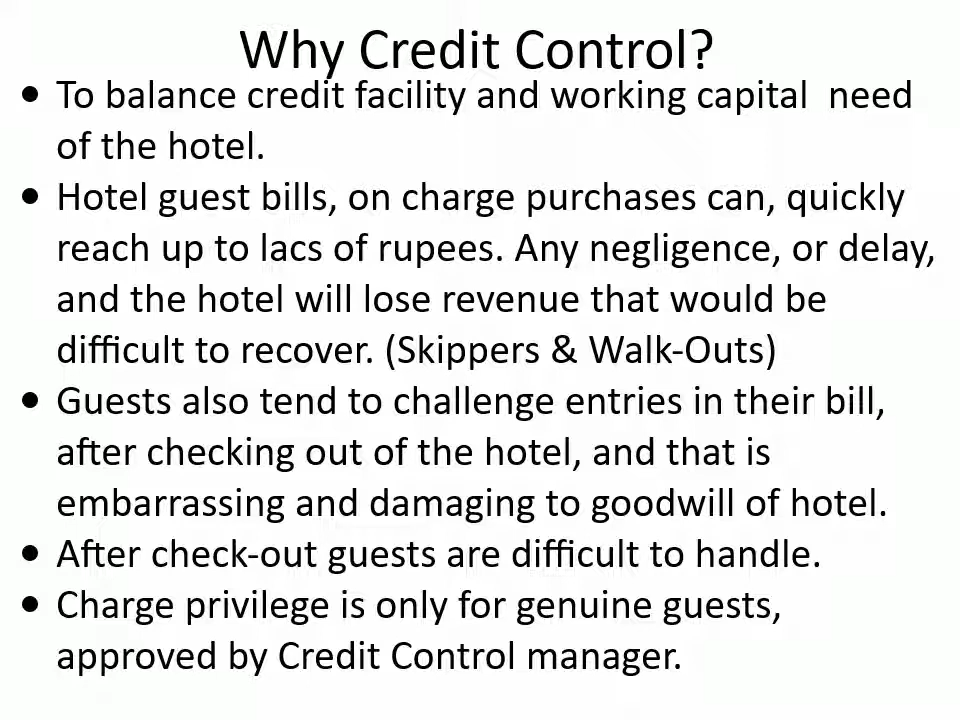 Why Credit Control?
• To balance credit facility and working capital  need
of the hotel.
• Hotel guest bills, on charge purchases can, quickly
reach up to lacs of rupees. Any negligence, or delay,
and the hotel will lose revenue that would be
difficult to recover. (Skippers & Walk-Outs)
• Guests also tend to challenge entries in their bill,
after checking out of the hotel, and that is
embarrassing and damaging to goodwill of hotel.
• After check-out guests are difficult to handle.
• Charge privilege is only for genuine guests,
approved by Credit Control manager.